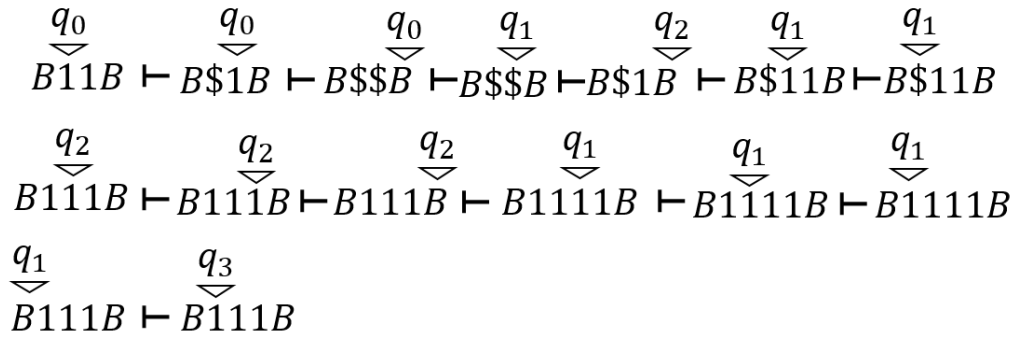 q₀ q₀ q₀ q₁ q₂ q₁ q₁
B11B ⊢ B$1B ⊢ B$$B ⊢ B$$B ⊢ B$1B ⊢ B$11B ⊢ B$11B
q₂ q₂ q₂ q₁ q₁ q₁
B111B ⊢ B111B ⊢ B111B ⊢ B1111B ⊢ B1111B ⊢ B1111B
q₁ q₃
B111B ⊢ B111B